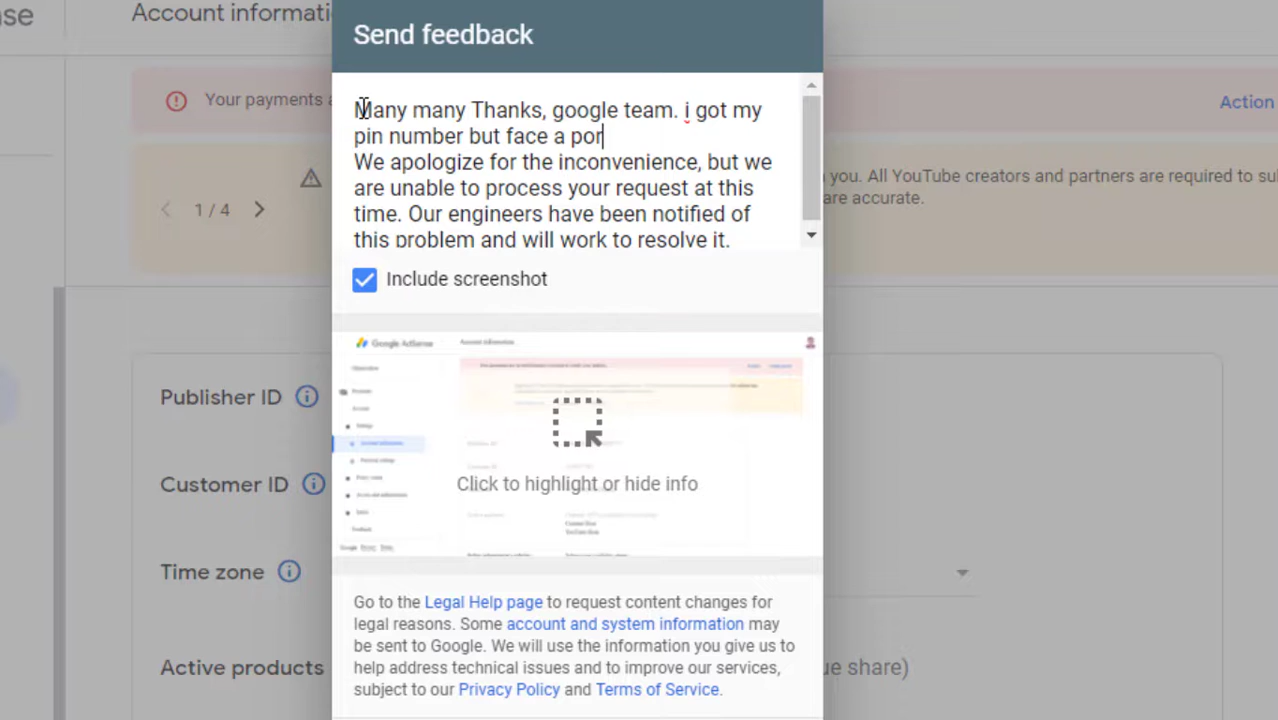 Account informati
Send feedback
Your payments a
Action
Many many Thanks, google team. i got my
pin number but face a por
We apologize for the inconvenience, but we
are unable to process your request at this
time. Our engineers have been notified of
this problem and will work to resolve it.
1 / 4
you. All YouTube creators and partners are required to su
are accurate.
Include screenshot
Google AdSense
Account information
Click to highlight or hide info
Publisher ID
Customer ID
Time zone
Active products
ue share)
Go to the Legal Help page to request content changes for
legal reasons. Some account and system information may
be sent to Google. We will use the information you give us to
help address technical issues and to improve our services,
subject to our Privacy Policy and Terms of Service.